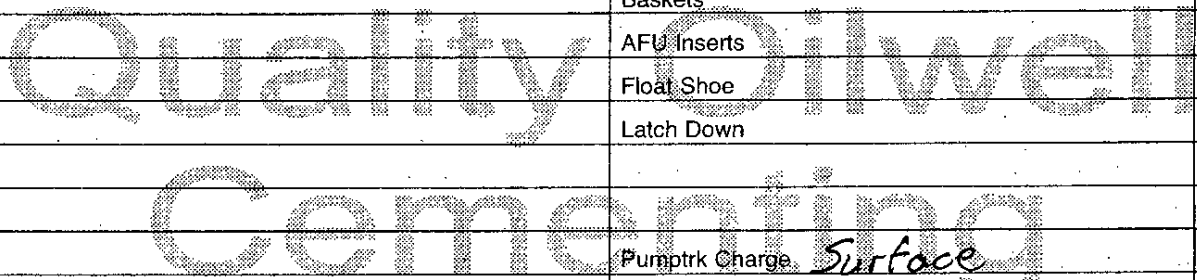 Baskets
Quality Oilwell
AFU Inserts
Float Shoe
Latch Down
Cementing
Pumptrk Charge Surface